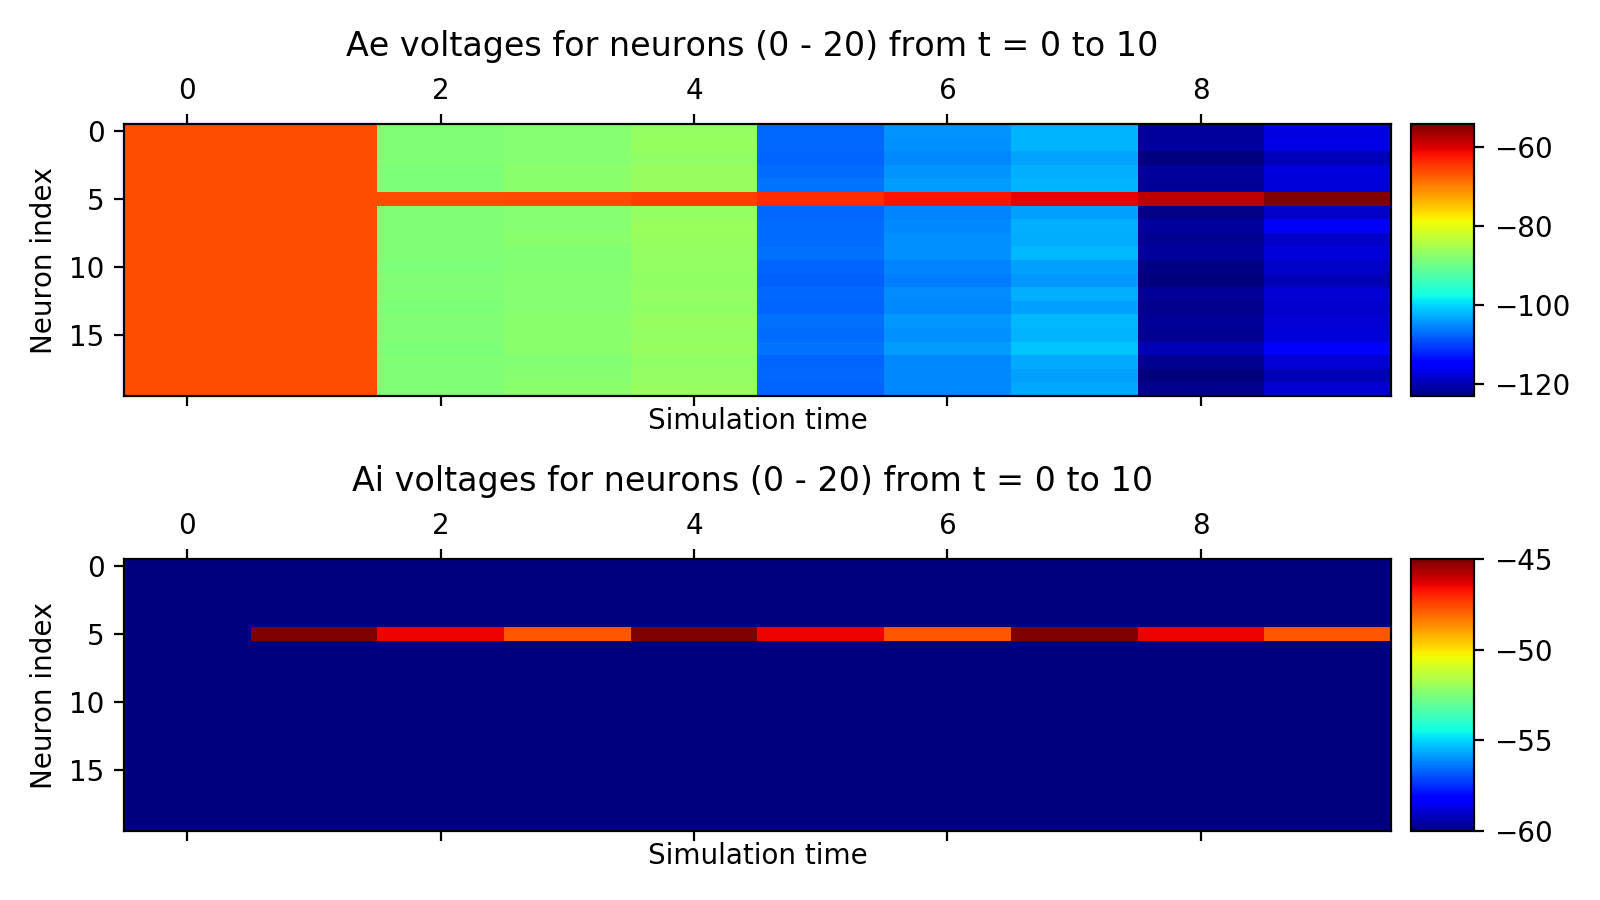 Ae voltages for neurons (0 - 20) from t = 0 to 10
0 2 4 6 8
0
5
10
15
Neuron index
Simulation time
−60
−80
−100
−120
Ai voltages for neurons (0 - 20) from t = 0 to 10
0 2 4 6 8
0
5
10
15
Neuron index
Simulation time
−45
−50
−55
−60